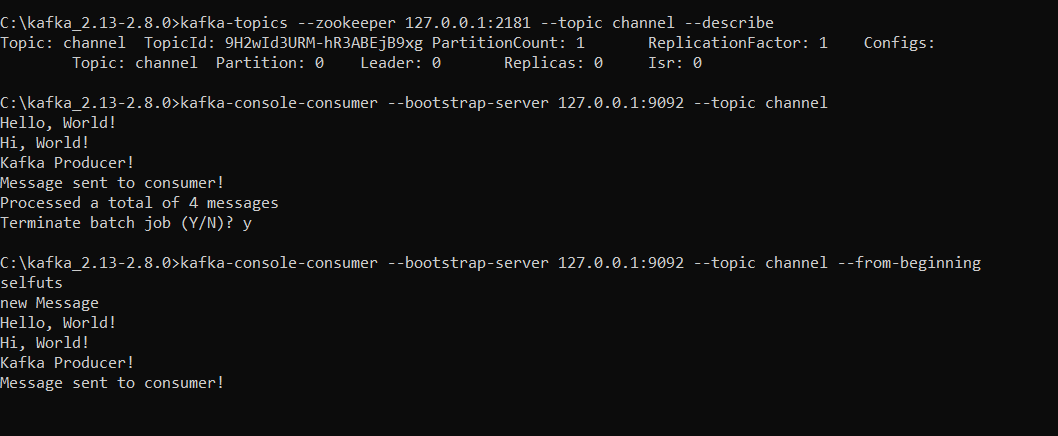 C:\kafka_2.13-2.8.0>kafka-topics --zookeeper 127.0.0.1:2181 --topic channel --describe
Topic: channel  TopicId: 9H2wId3URM-hR3ABEjB9xg PartitionCount: 1       ReplicationFactor: 1    Configs:
        Topic: channel  Partition: 0    Leader: 0       Replicas: 0     Isr: 0
C:\kafka_2.13-2.8.0>kafka-console-consumer --bootstrap-server 127.0.0.1:9092 --topic channel
Hello, World!
Hi, World!
Kafka Producer!
Message sent to consumer!
Processed a total of 4 messages
Terminate batch job (Y/N)? y
C:\kafka_2.13-2.8.0>kafka-console-consumer --bootstrap-server 127.0.0.1:9092 --topic channel --from-beginning
selfuts
new Message
Hello, World!
Hi, World!
Kafka Producer!
Message sent to consumer!